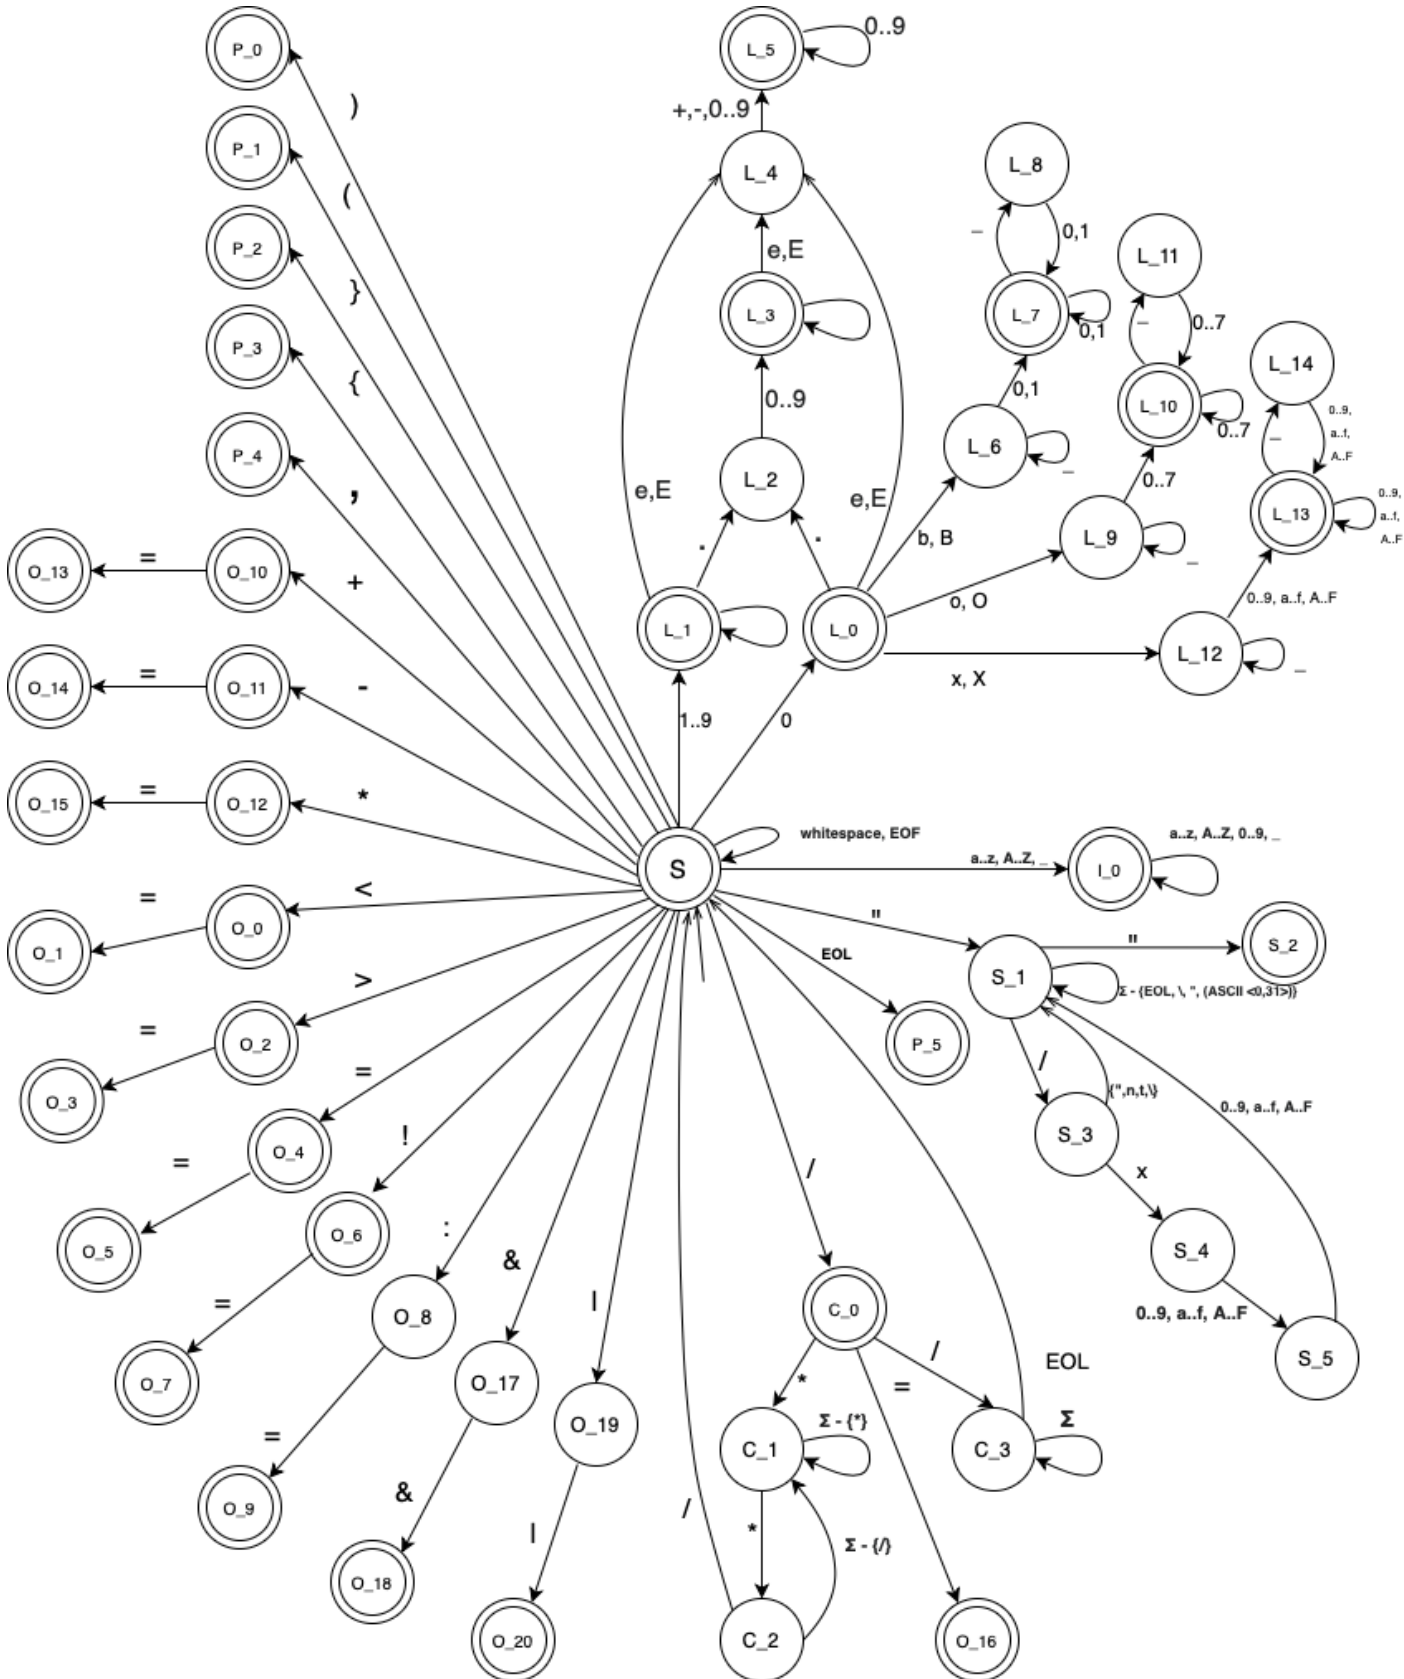 P_0
L_5
0..9
)
+,-,0..9
P_1
L_4
L_8
(
_
0,1
P_2
e,E
L_11
}
L_3
L_7
0,1
_
0..7
P_3
{
0..9
0,1
L_10
0..7
L_14
_
0..9,
a..f,
A..F
P_4
,
e,E
L_2
e,E
L_6
_
0..7
L_13
0..9,
a..f,
A..F
O_13
=
O_10
+
.
.
b, B
L_9
_
o, O
0..9, a..f, A..F
L_1
L_0
L_12
_
x, X
O_14
=
O_11
-
1..9
0
O_15
=
O_12
*
S
whitespace, EOF
a..z, A..Z, _
I_0
a..z, A..Z, 0..9, _
O_1
=
O_0
<
"
"
S_2
EOL
S_1
Σ - {EOL, \, ", (ASCII <0,31>)}
>
=
O_2
P_5
O_3
=
/
{",n,t,\}
0..9, a..f, A..F
S_3
O_4
!
/
x
=
O_5
O_6
:
&
S_4
=
O_8
|
C_0
0..9, a..f, A..F
S_5
O_7
O_17
*
=
/
EOL
O_19
Σ - {*}
C_1
C_3
Σ
=
O_9
&
|
/
*
Σ - {/}
O_18
O_20
C_2
O_16